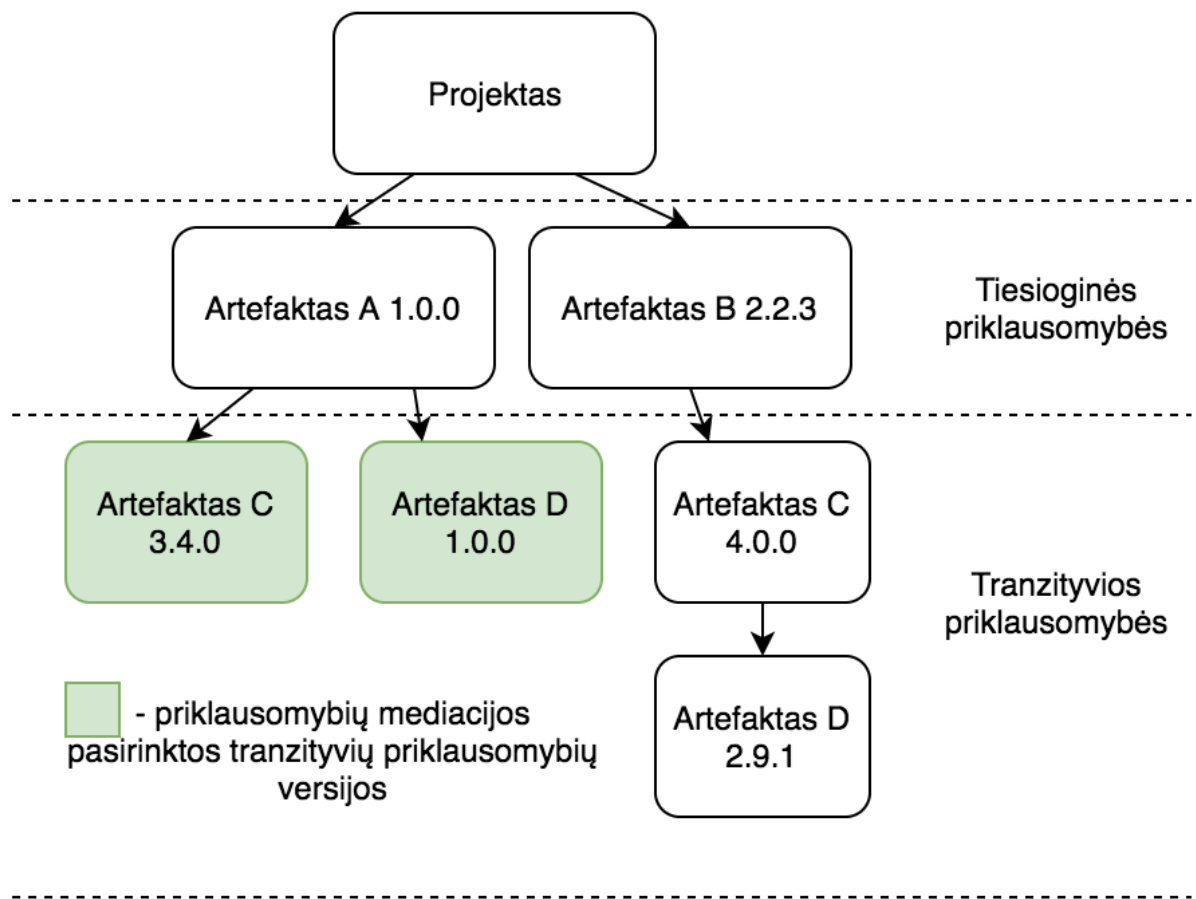 Projektas
Artefaktas A 1.0.0
Artefaktas B 2.2.3
Tiesioginės
priklausomybės
Artefaktas C
3.4.0
Artefaktas D
1.0.0
Artefaktas C
4.0.0
Tranzityvios
priklausomybės
Artefaktas D
2.9.1
- priklausomybių mediacijos
pasirinktos tranzityvių priklausomybių
versijos